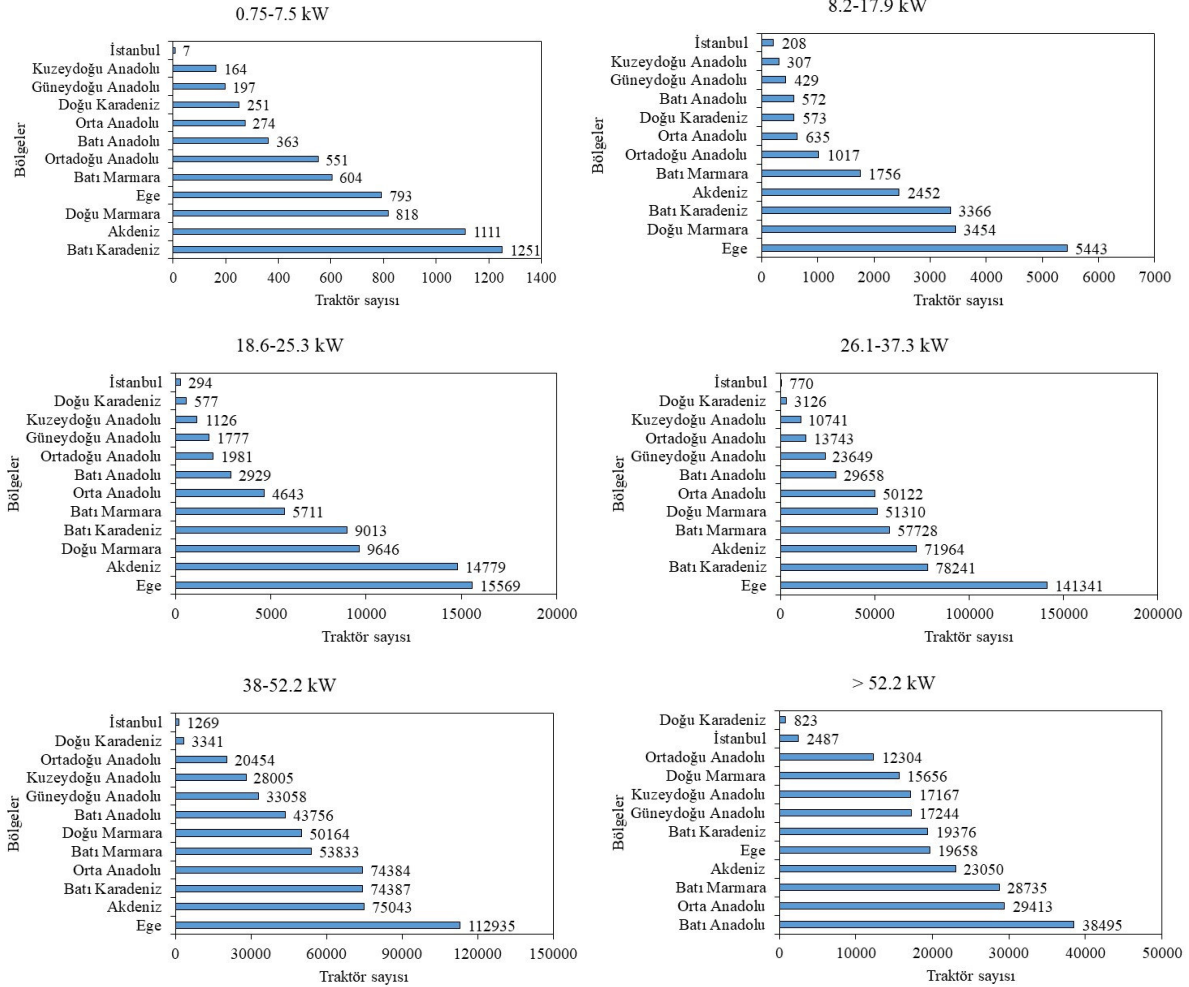 0.75-7.5 kW
Bölgeler
İstanbul 7
Kuzeydoğu Anadolu 164
Güneydoğu Anadolu 197
Doğu Karadeniz 251
Orta Anadolu 274
Batı Anadolu 363
Ortadoğu Anadolu 551
Batı Marmara 604
Ege 793
Doğu Marmara 818
Akdeniz 1111
Batı Karadeniz 1251
0 200 400 600 800 1000 1200 1400
Traktör sayısı
8.2-17.9 kW
Bölgeler
İstanbul 208
Kuzeydoğu Anadolu 307
Güneydoğu Anadolu 429
Batı Anadolu 572
Doğu Karadeniz 573
Orta Anadolu 635
Ortadoğu Anadolu 1017
Batı Marmara 1756
Akdeniz 2452
Batı Karadeniz 3366
Doğu Marmara 3454
Ege 5443
0 1000 2000 3000 4000 5000 6000 7000
Traktör sayısı
18.6-25.3 kW
Bölgeler
İstanbul 294
Doğu Karadeniz 577
Kuzeydoğu Anadolu 1126
Güneydoğu Anadolu 1777
Ortadoğu Anadolu 1981
Batı Anadolu 2929
Orta Anadolu 4643
Batı Marmara 5711
Batı Karadeniz 9013
Doğu Marmara 9646
Akdeniz 14779
Ege 15569
0 5000 10000 15000 20000
Traktör sayısı
26.1-37.3 kW
Bölgeler
İstanbul 770
Doğu Karadeniz 3126
Kuzeydoğu Anadolu 10741
Ortadoğu Anadolu 13743
Güneydoğu Anadolu 23649
Batı Anadolu 29658
Orta Anadolu 50122
Doğu Marmara 51310
Batı Marmara 57728
Akdeniz 71964
Batı Karadeniz 78241
Ege 141341
0 50000 100000 150000 200000
Traktör sayısı
38-52.2 kW
Bölgeler
İstanbul 1269
Doğu Karadeniz 3341
Ortadoğu Anadolu 20454
Kuzeydoğu Anadolu 28005
Güneydoğu Anadolu 33058
Batı Anadolu 43756
Doğu Marmara 50164
Batı Marmara 53833
Orta Anadolu 74384
Batı Karadeniz 74387
Akdeniz 75043
Ege 112935
0 30000 60000 90000 120000 150000
Traktör sayısı
> 52.2 kW
Bölgeler
Doğu Karadeniz 823
İstanbul 2487
Ortadoğu Anadolu 12304
Doğu Marmara 15656
Kuzeydoğu Anadolu 17167
Güneydoğu Anadolu 17244
Batı Karadeniz 19376
Ege 19658
Akdeniz 23050
Batı Marmara 28735
Orta Anadolu 29413
Batı Anadolu 38495
0 10000 20000 30000 40000 50000
Traktör sayısı